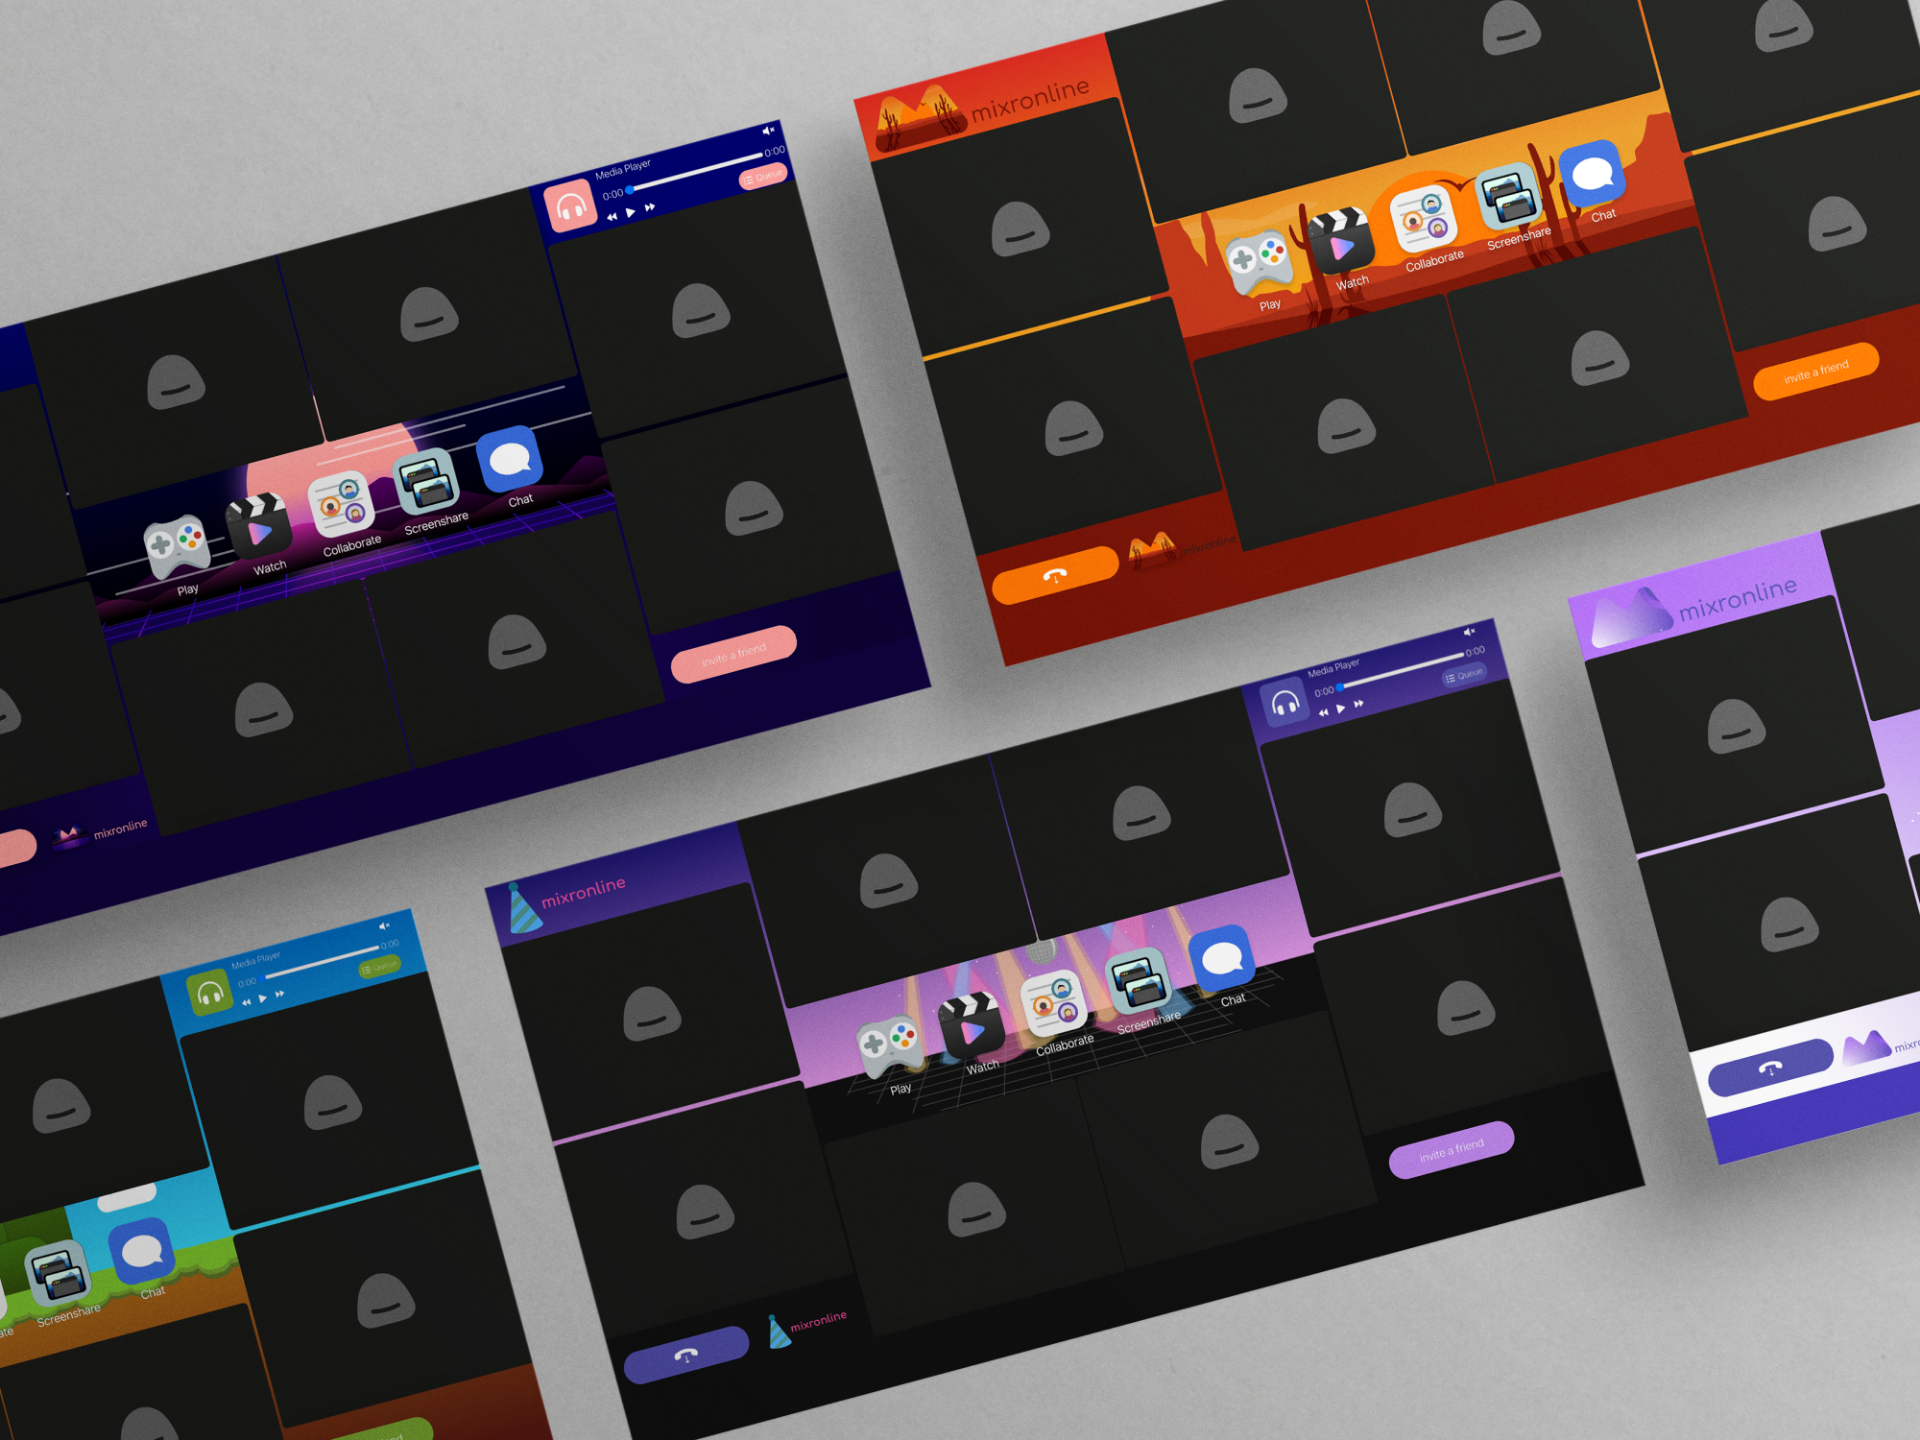 Media Player
0:00
0:00
Queue
Play
Watch
Collaborate
Screenshare
Chat
invite a friend
mixronline
mixronline
Play
Watch
Collaborate
Screenshare
Chat
invite a friend
mixronline
Media Player
0:00
0:00
Queue
Screenshare
Chat
mixronline
Media Player
0:00
0:00
Queue
Play
Watch
Collaborate
Screenshare
Chat
invite a friend
mixronline
mixronline